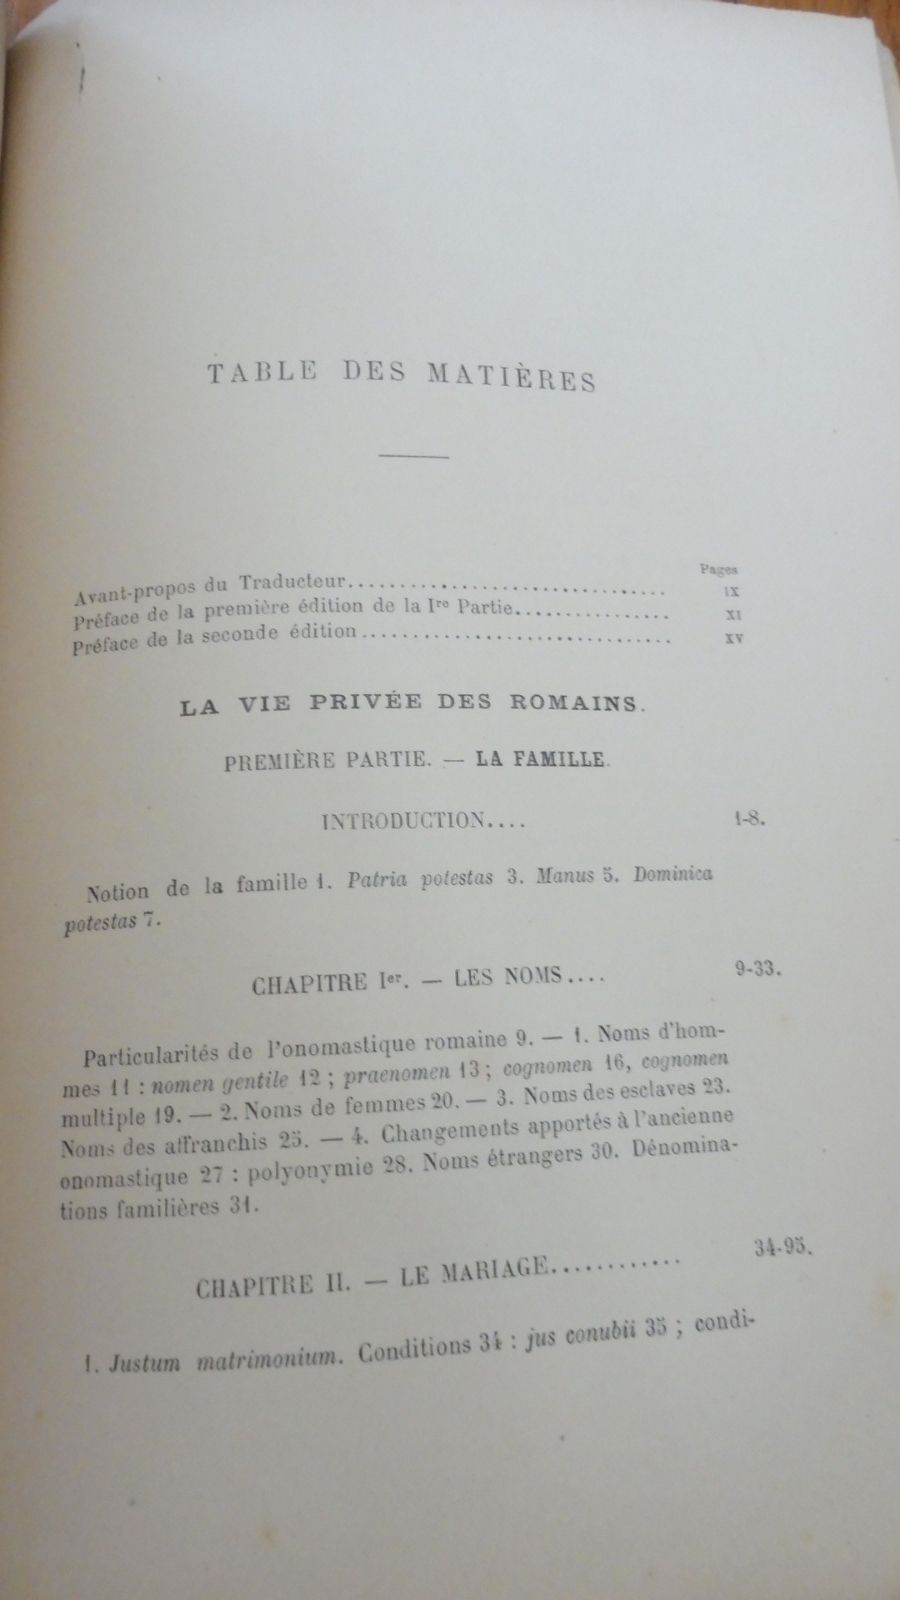 TABLE DES MATIÈRES
Pages
Avant-propos du Traducteur.............................. IX
Préface de la première édition de la Iʳᵉ Partie............... XI
Préface de la seconde édition.............................. XV
LA VIE PRIVÉE DES ROMAINS.
PREMIÈRE PARTIE. — LA FAMILLE.
INTRODUCTION.... 1-8.
Notion de la famille 1. Patria potestas 3. Manus 5. Dominica
potestas 7.
CHAPITRE Iᵉʳ. — LES NOMS.... 9-33.
Particularités de l'onomastique romaine 9. — 1. Noms d'hom-
mes 11 : nomen gentile 12 ; praenomen 13 ; cognomen 16, cognomen
multiple 19. — 2. Noms de femmes 20. — 3. Noms des esclaves 23.
Noms des affranchis 25. — 4. Changements apportés à l'ancienne
onomastique 27 : polyonymie 28. Noms étrangers 30. Dénomina-
tions familières 31.
CHAPITRE II. — LE MARIAGE............ 34-95.
1. Justum matrimonium. Conditions 34 : jus conubii 35 ; condi-